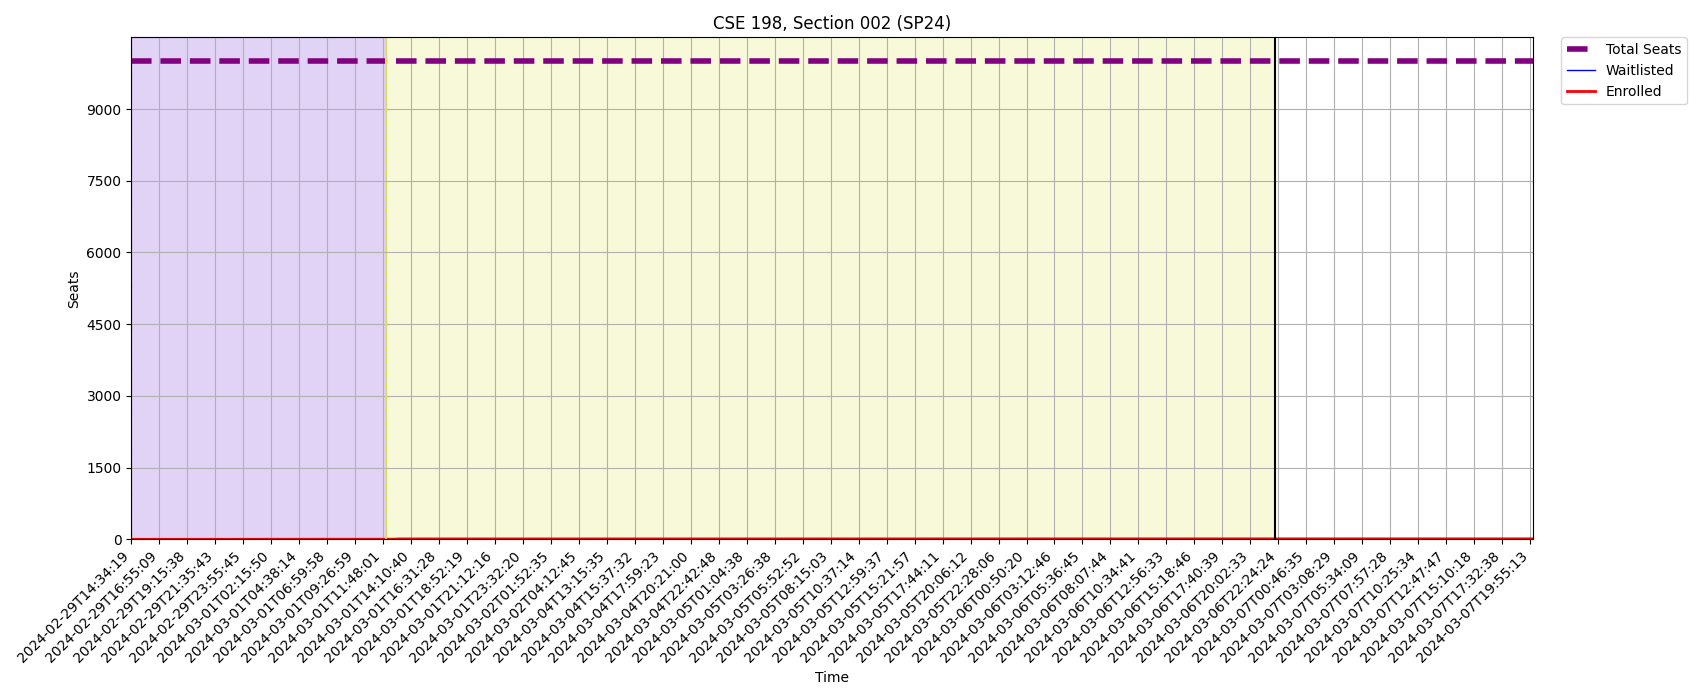 CSE 198, Section 002 (SP24)
Total Seats
Waitlisted
Enrolled
Seats
9000
7500
6000
4500
3000
1500
0
2024-02-29T14:34:19
2024-02-29T16:55:09
2024-02-29T19:15:38
2024-02-29T21:35:43
2024-02-29T23:55:45
2024-03-01T02:15:50
2024-03-01T04:38:14
2024-03-01T06:59:58
2024-03-01T09:26:59
2024-03-01T11:48:01
2024-03-01T14:10:40
2024-03-01T16:31:28
2024-03-01T18:52:19
2024-03-01T21:12:16
2024-03-01T23:32:20
2024-03-02T01:52:35
2024-03-02T04:12:45
2024-03-04T13:15:35
2024-03-04T15:37:32
2024-03-04T17:59:23
2024-03-04T20:21:00
2024-03-04T22:42:48
2024-03-05T01:04:38
2024-03-05T03:26:38
2024-03-05T05:52:52
2024-03-05T08:15:03
2024-03-05T10:37:14
2024-03-05T12:59:37
2024-03-05T15:21:57
2024-03-05T17:44:11
2024-03-05T20:06:12
2024-03-05T22:28:06
2024-03-06T00:50:20
2024-03-06T03:12:46
2024-03-06T05:36:45
2024-03-06T08:07:44
2024-03-06T10:34:41
2024-03-06T12:56:33
2024-03-06T15:18:46
2024-03-06T17:40:39
2024-03-06T20:02:33
2024-03-06T22:24:24
2024-03-07T00:46:35
2024-03-07T03:08:29
2024-03-07T05:34:09
2024-03-07T07:57:28
2024-03-07T10:25:34
2024-03-07T12:47:47
2024-03-07T15:10:18
2024-03-07T17:32:38
2024-03-07T19:55:13
Time